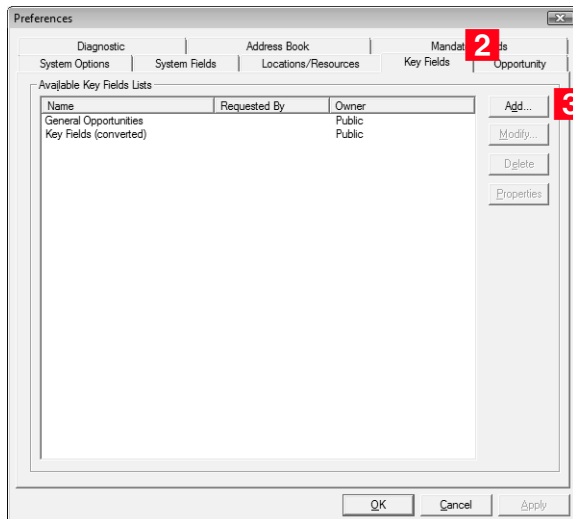 Preferences
Diagnostic Address Book Mandat 2 ds
System Options System Fields Locations/Resources Key Fields Opportunity
Available Key Fields Lists
Name Requested By Owner Add... 3
General Opportunities Public
Key Fields (converted) Public Modify...
Delete
Properties
OK Cancel Apply